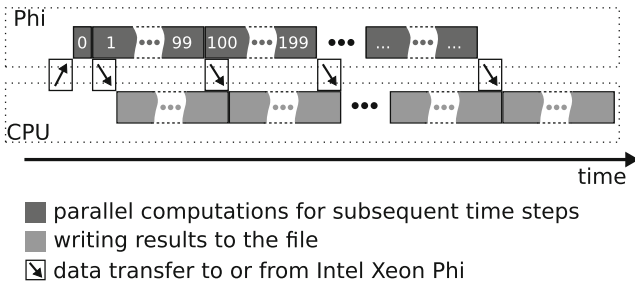 Phi
0 1 ••• 99 100 ••• 199 ••• ... ••• ...
••• ••• ••• ••• •••
CPU
time
parallel computations for subsequent time steps
writing results to the file
data transfer to or from Intel Xeon Phi